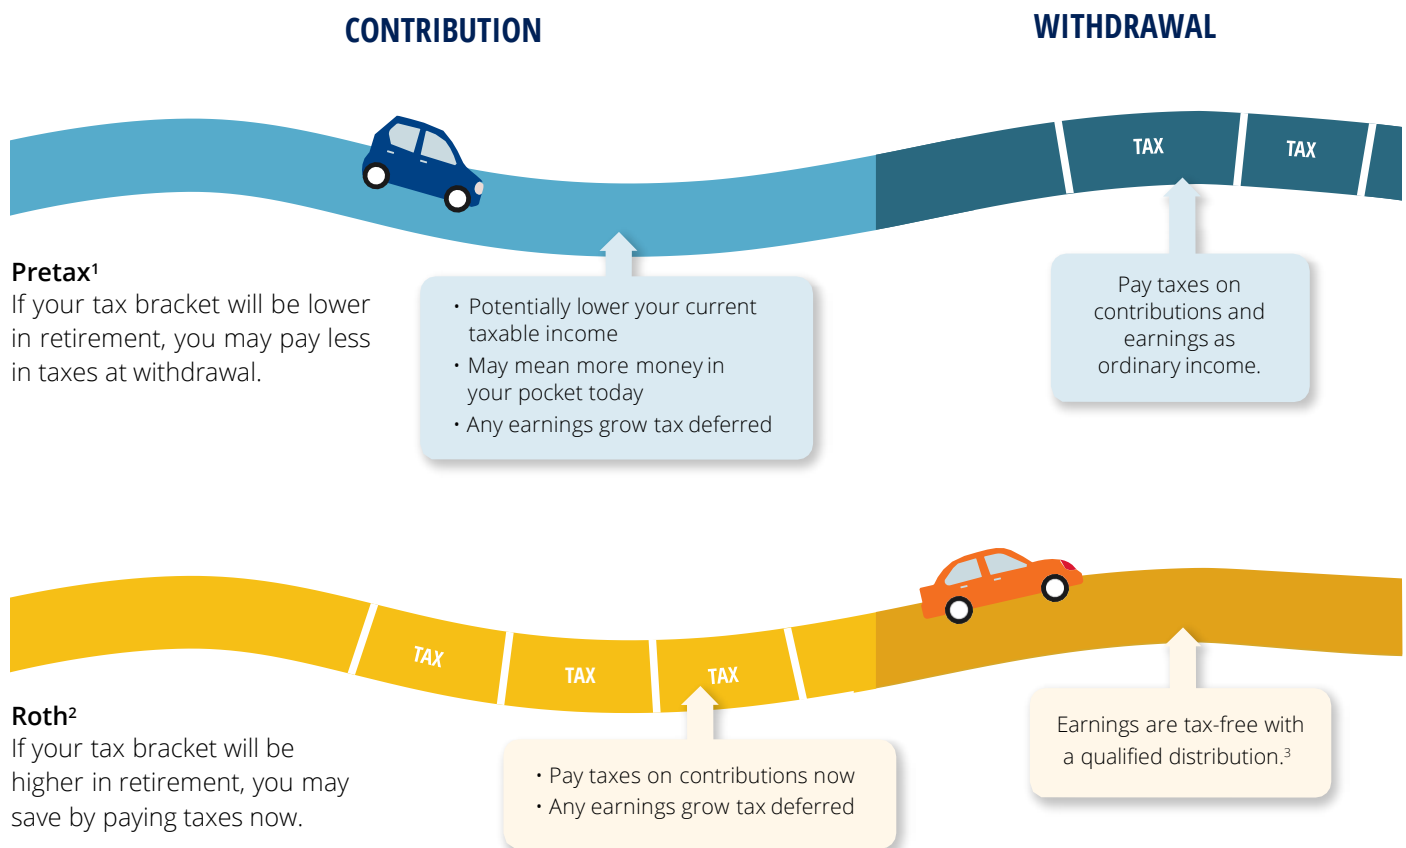 CONTRIBUTION
WITHDRAWAL
TAX
TAX
Pretax¹
If your tax bracket will be lower
in retirement, you may pay less
in taxes at withdrawal.
• Potentially lower your current
taxable income
• May mean more money in
your pocket today
• Any earnings grow tax deferred
Pay taxes on
contributions and
earnings as
ordinary income.
TAX
TAX
TAX
Roth²
If your tax bracket will be
higher in retirement, you may
save by paying taxes now.
• Pay taxes on contributions now
• Any earnings grow tax deferred
Earnings are tax-free with
a qualified distribution.³